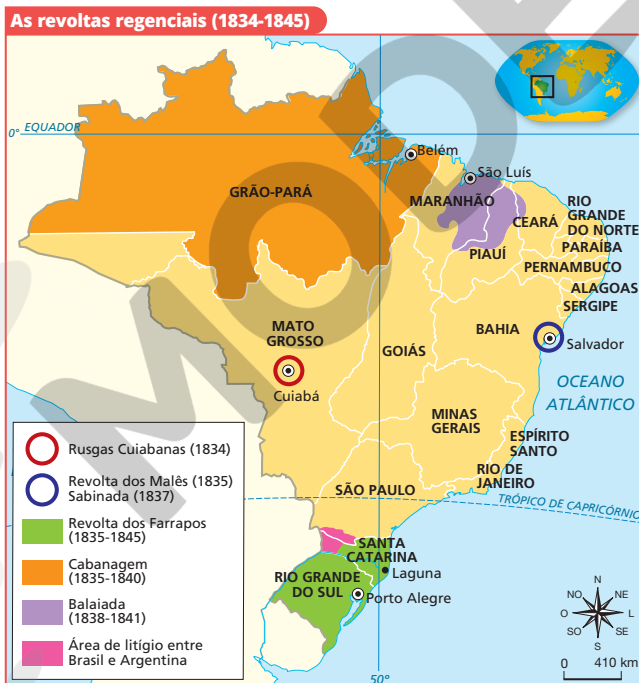 As revoltas regenciais (1834-1845)
0° EQUADOR
Belém
São Luís
GRÃO-PARÁ
MARANHÃO
CEARÁ
RIO
GRANDE
DO NORTE
PARAÍBA
PIAUÍ
PERNAMBUCO
ALAGOAS
SERGIPE
BAHIA
Salvador
MATO
GROSSO
GOIÁS
Cuiabá
OCEANO
ATLÂNTICO
MINAS
GERAIS
ESPÍRITO
SANTO
RIO DE
JANEIRO
SÃO PAULO
TRÓPICO DE CAPRICÓRNIO
SANTA
CATARINA
Laguna
RIO GRANDE
DO SUL
Porto Alegre
Rusgas Cuiabanas (1834)
Revolta dos Malês (1835)
Sabinada (1837)
Revolta dos Farrapos
(1835-1845)
Cabanagem
(1835-1840)
Balaiada
(1838-1841)
Área de litígio entre
Brasil e Argentina
N
NO NE
O L
SO SE
S
0 410 km
50°